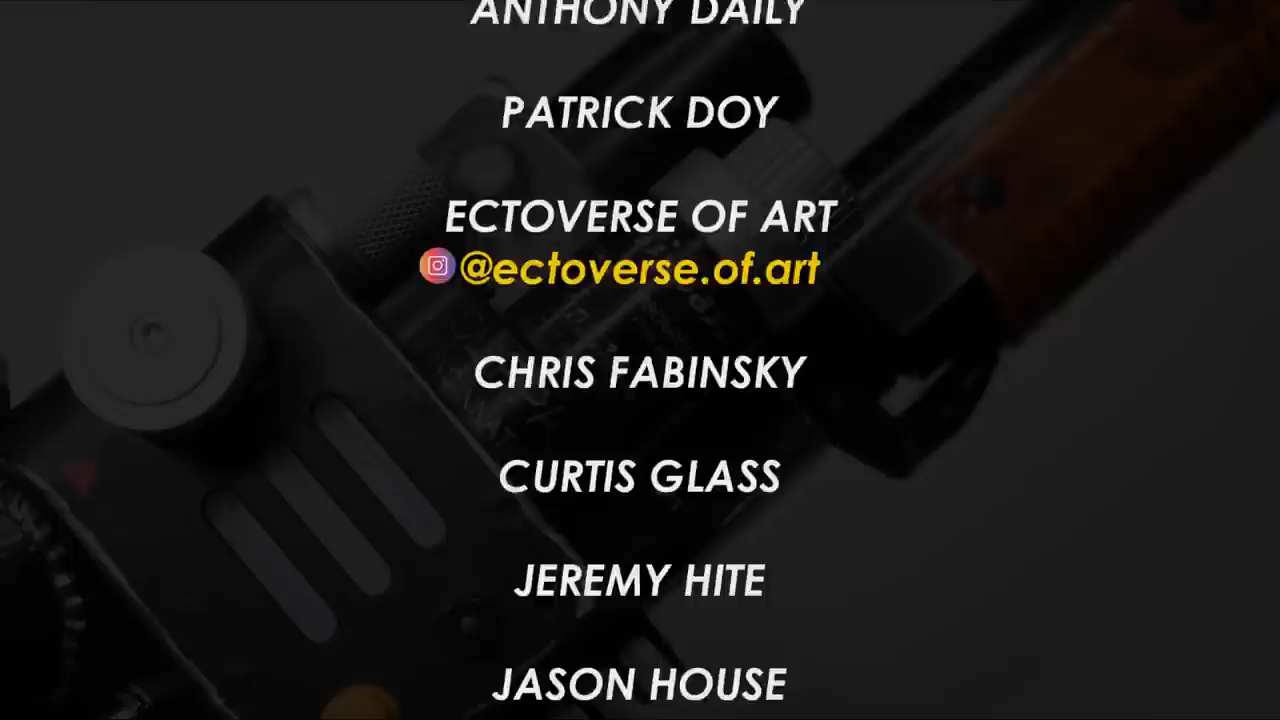 ANTHONY DAILY
PATRICK DOY
ECTOVERSE OF ART
@ectoverse.of.art
CHRIS FABINSKY
CURTIS GLASS
JEREMY HITE
JASON HOUSE